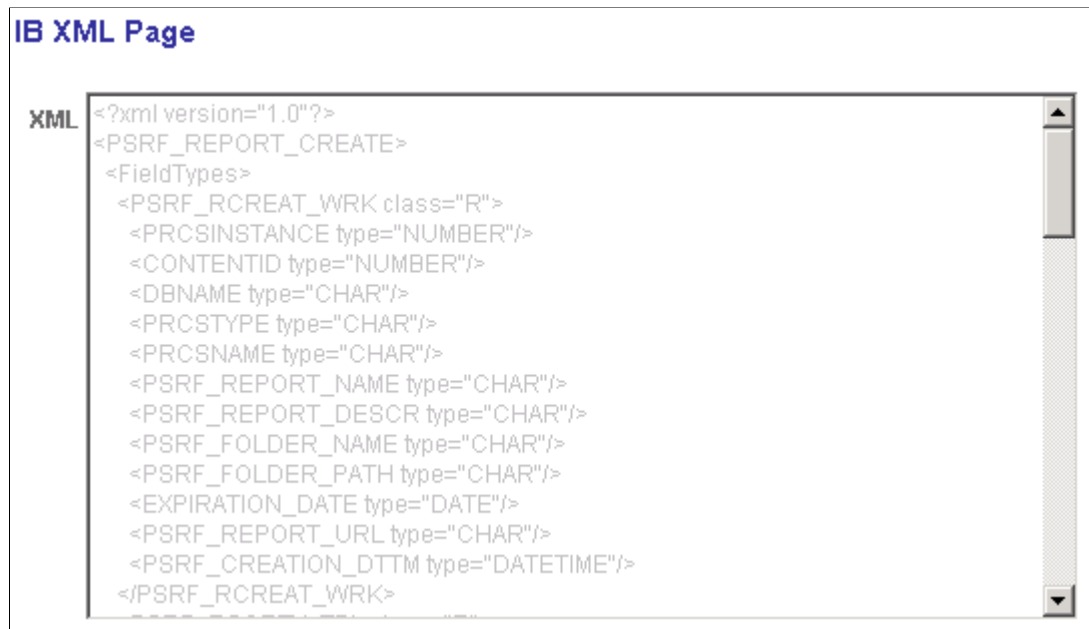 IB XML Page
XML
<?xml version="1.0"?>
<PSRF_REPORT_CREATE>
<FieldTypes>
<PSRF_RCREAT_WRK class="R">
<PRCSINSTANCE type="NUMBER"/>
<CONTENTID type="NUMBER"/>
<DBNAME type="CHAR"/>
<PRCSTYPE type="CHAR"/>
<PRCSNAME type="CHAR"/>
<PSRF_REPORT_NAME type="CHAR"/>
<PSRF_REPORT_DESCR type="CHAR"/>
<PSRF_FOLDER_NAME type="CHAR"/>
<PSRF_FOLDER_PATH type="CHAR"/>
<EXPIRATION_DATE type="DATE"/>
<PSRF_REPORT_URL type="CHAR"/>
<PSRF_CREATION_DTTM type="DATETIME"/>
</PSRF_RCREAT_WRK>